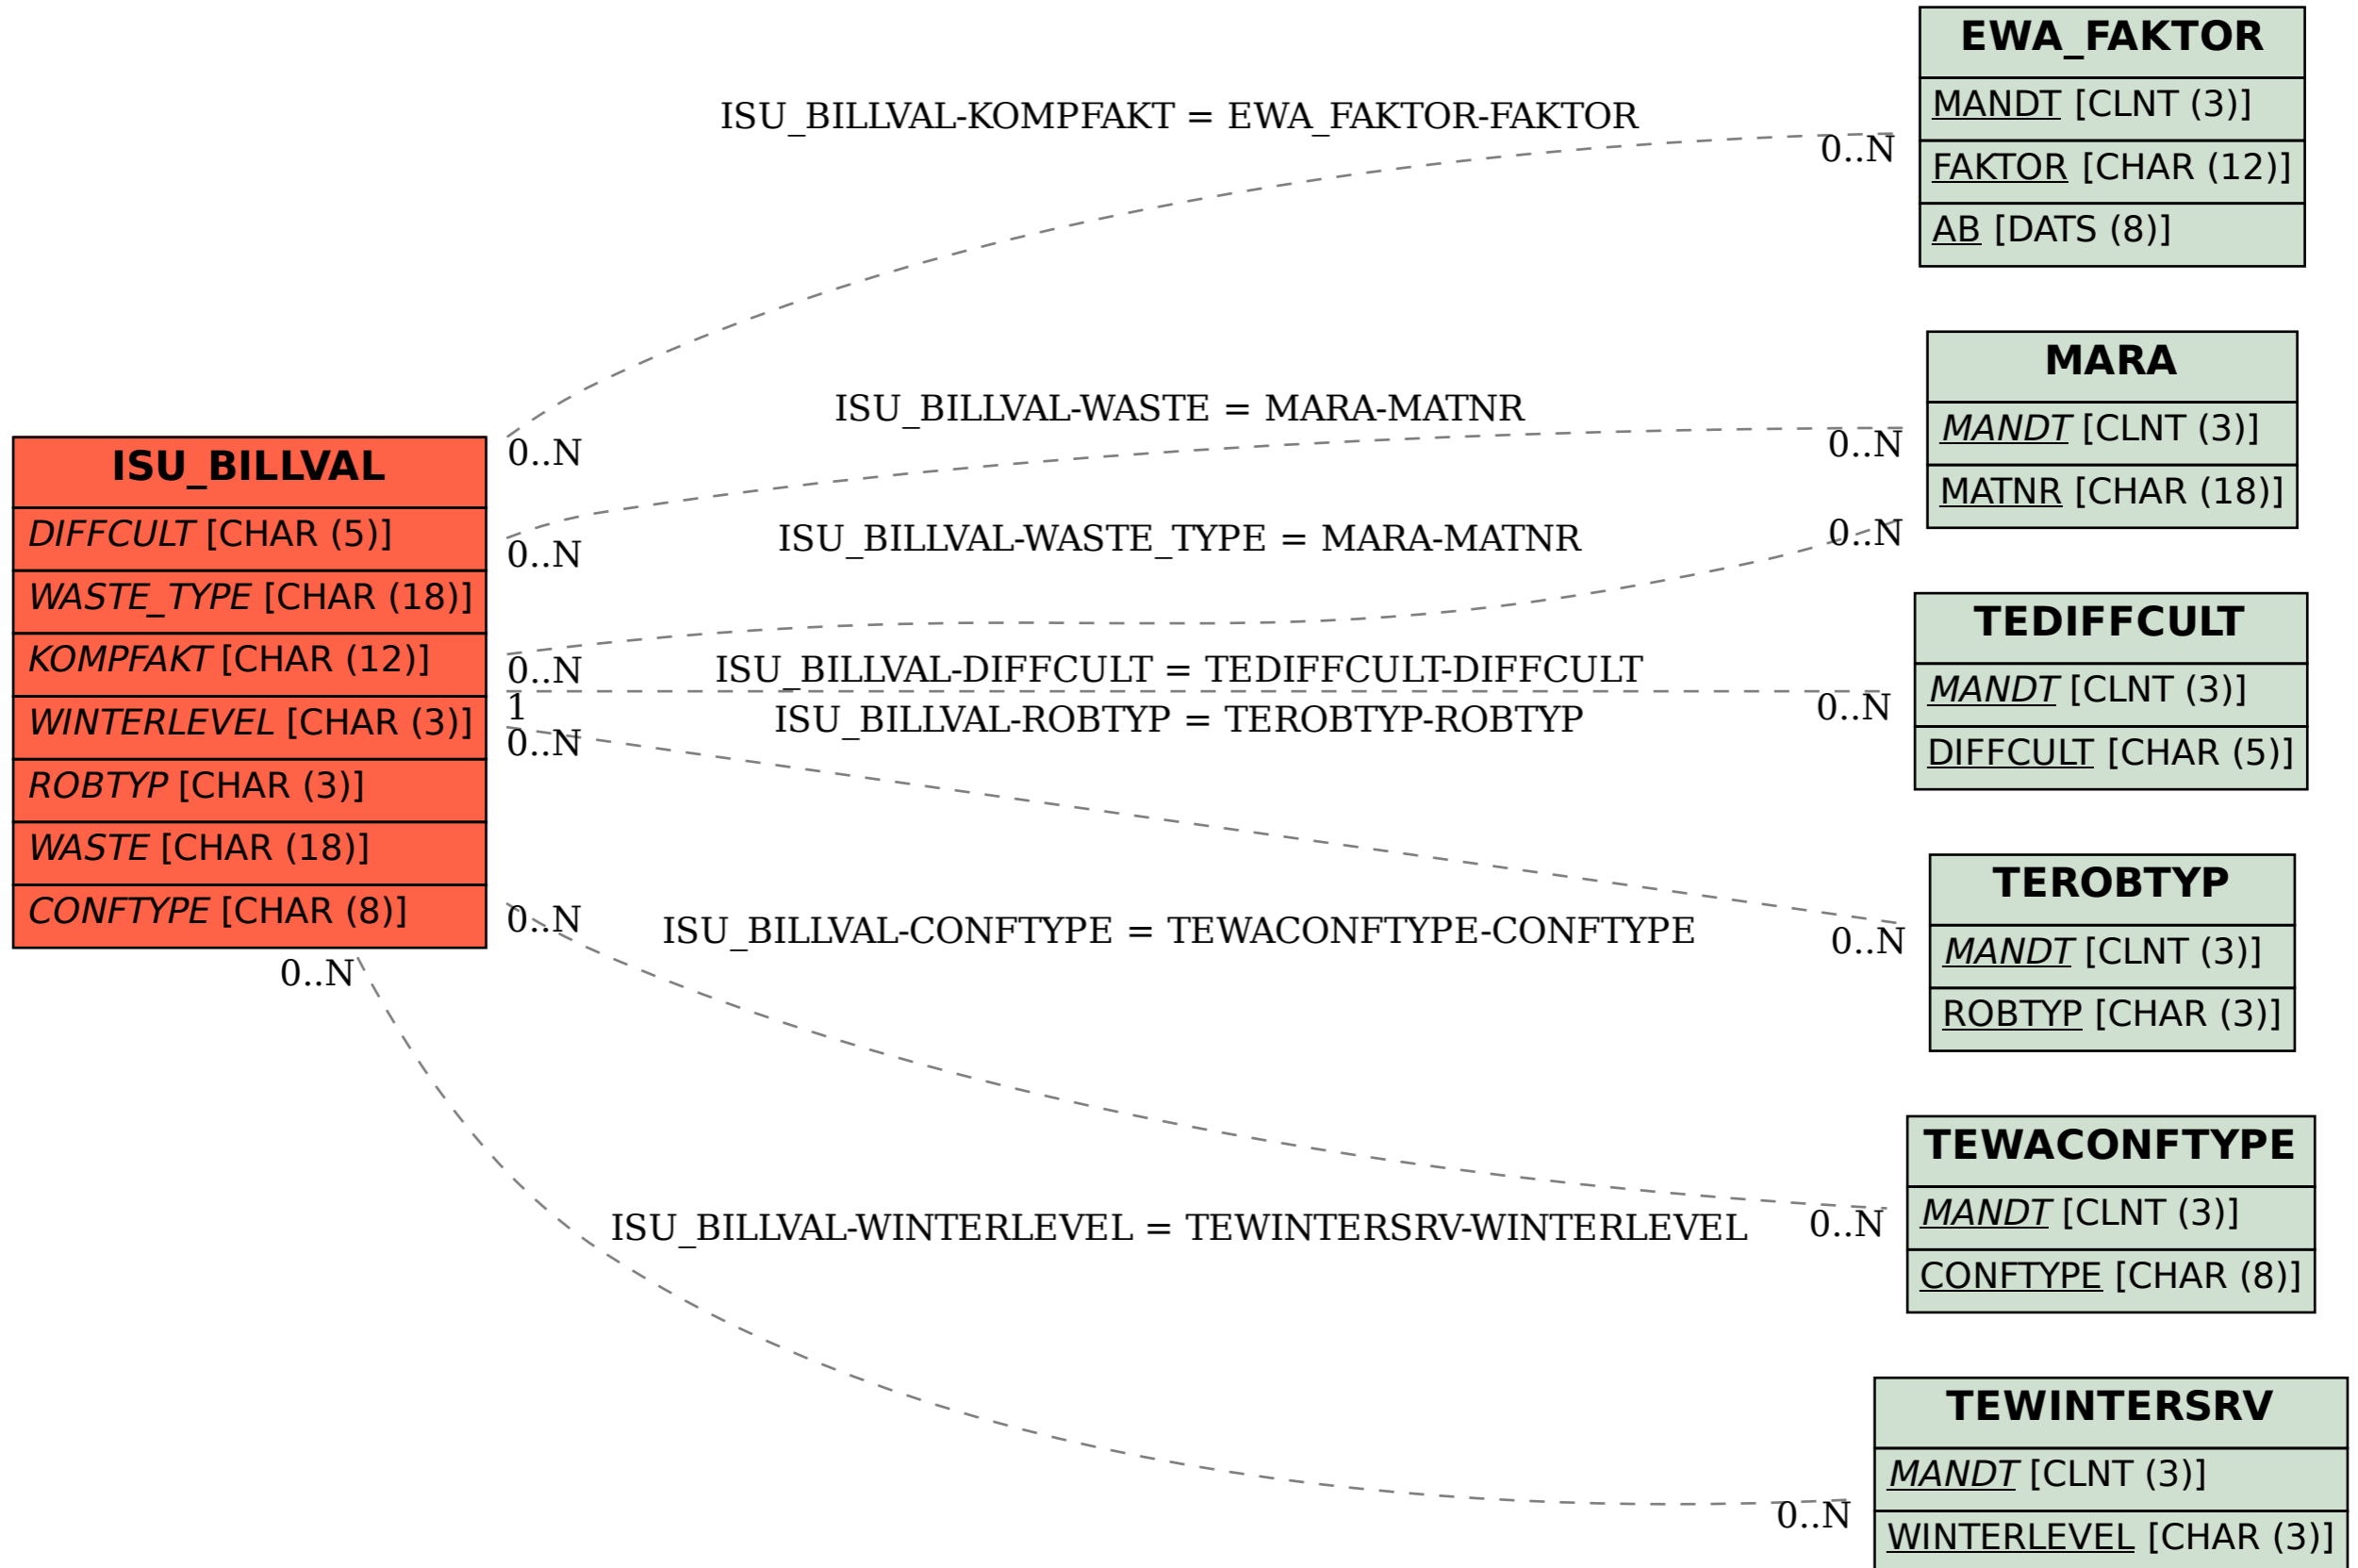 EWA_FAKTOR
MANDT [CLNT (3)]
FAKTOR [CHAR (12)]
AB [DATS (8)]
ISU_BILLVAL-KOMPFAKT = EWA_FAKTOR-FAKTOR
0..N
0..N
MARA
MANDT [CLNT (3)]
MATNR [CHAR (18)]
ISU_BILLVAL-WASTE = MARA-MATNR
0..N
0..N
ISU_BILLVAL-WASTE_TYPE = MARA-MATNR
0..N
0..N
ISU_BILLVAL
DIFFCULT [CHAR (5)]
WASTE_TYPE [CHAR (18)]
KOMPFAKT [CHAR (12)]
WINTERLEVEL [CHAR (3)]
ROBTYP [CHAR (3)]
WASTE [CHAR (18)]
CONFTYPE [CHAR (8)]
TEDIFFCULT
MANDT [CLNT (3)]
DIFFCULT [CHAR (5)]
ISU_BILLVAL-DIFFCULT = TEDIFFCULT-DIFFCULT
1
0..N
ISU_BILLVAL-ROBTYP = TEROBTYP-ROBTYP
0..N
0..N
TEROBTYP
MANDT [CLNT (3)]
ROBTYP [CHAR (3)]
ISU_BILLVAL-CONFTYPE = TEWACONFTYPE-CONFTYPE
0..N
0..N
TEWACONFTYPE
MANDT [CLNT (3)]
CONFTYPE [CHAR (8)]
ISU_BILLVAL-WINTERLEVEL = TEWINTERSRV-WINTERLEVEL
0..N
0..N
TEWINTERSRV
MANDT [CLNT (3)]
WINTERLEVEL [CHAR (3)]